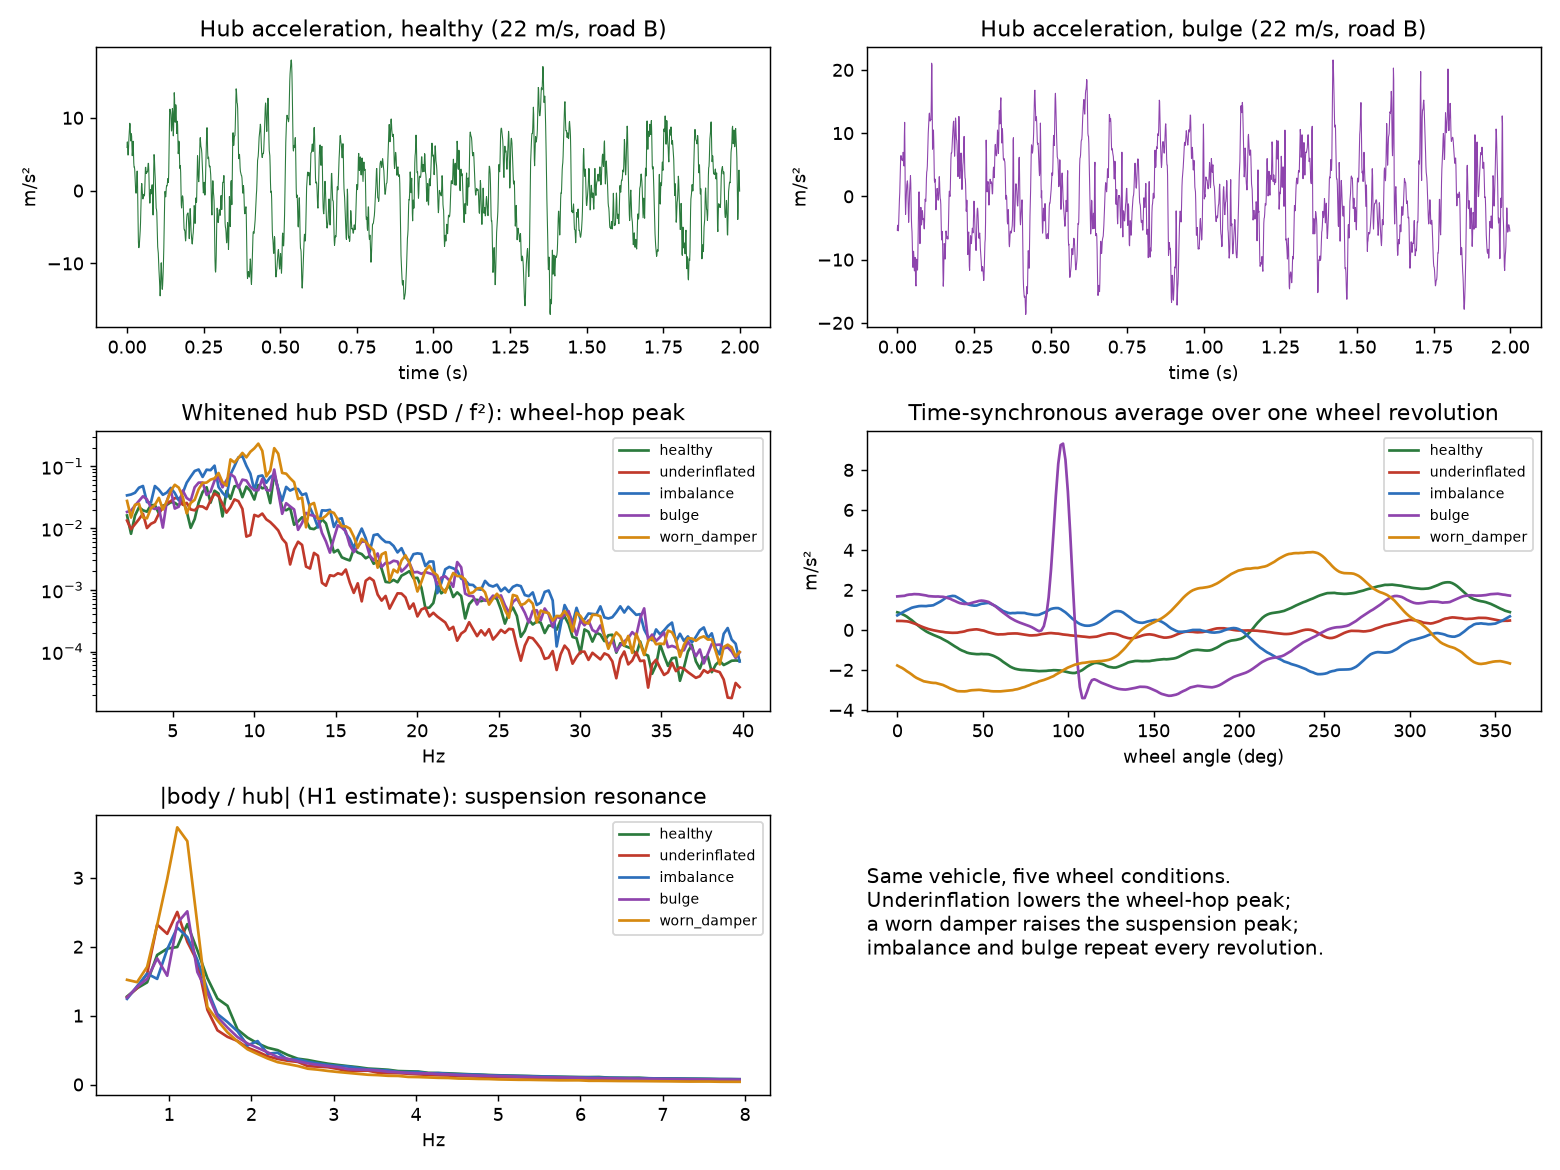 Hub acceleration, healthy (22 m/s, road B)
m/s²
10
0
−10
0.00 0.25 0.50 0.75 1.00 1.25 1.50 1.75 2.00
time (s)
Hub acceleration, bulge (22 m/s, road B)
m/s²
20
10
0
−10
−20
0.00 0.25 0.50 0.75 1.00 1.25 1.50 1.75 2.00
time (s)
Whitened hub PSD (PSD / f²): wheel-hop peak
10⁻¹
10⁻²
10⁻³
10⁻⁴
healthy
underinflated
imbalance
bulge
worn_damper
5 10 15 20 25 30 35 40
Hz
Time-synchronous average over one wheel revolution
m/s²
8
6
4
2
0
−2
−4
healthy
underinflated
imbalance
bulge
worn_damper
0 50 100 150 200 250 300 350
wheel angle (deg)
|body / hub| (H1 estimate): suspension resonance
3
2
1
0
healthy
underinflated
imbalance
bulge
worn_damper
1 2 3 4 5 6 7 8
Hz
Same vehicle, five wheel conditions.
Underinflation lowers the wheel-hop peak;
a worn damper raises the suspension peak;
imbalance and bulge repeat every revolution.